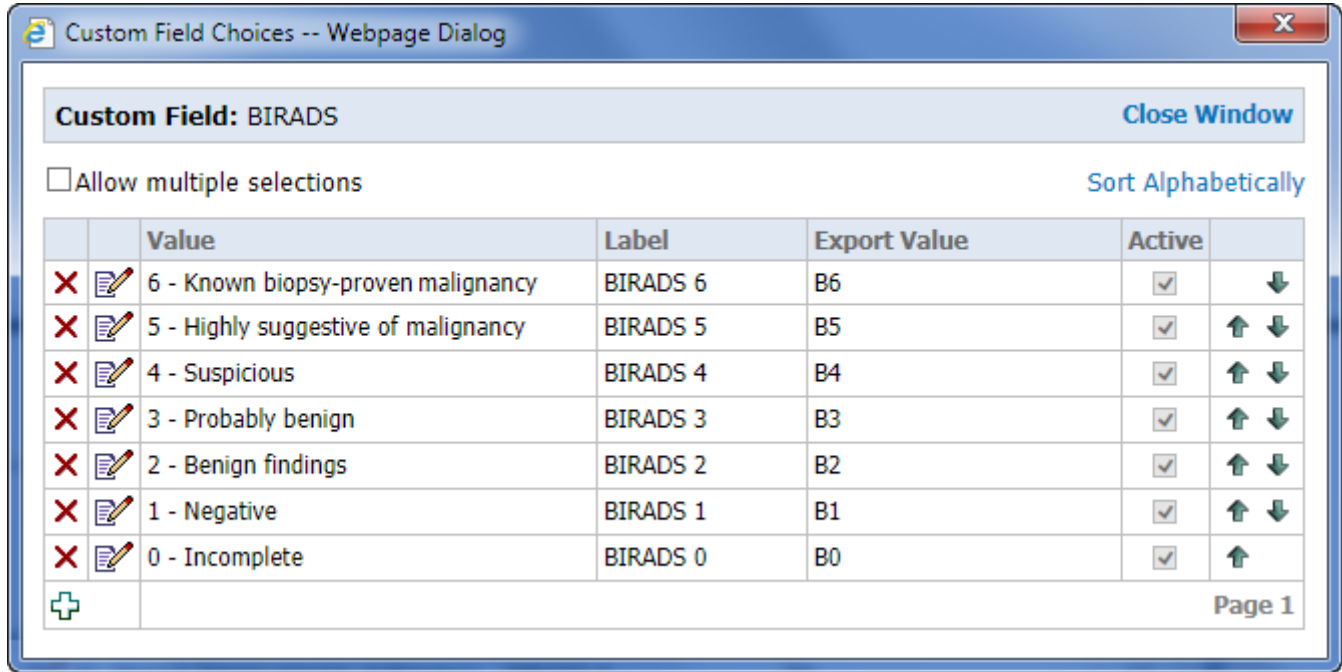 Custom Field Choices -- Webpage Dialog
Custom Field: BIRADS Close Window
Allow multiple selections Sort Alphabetically
Value Label Export Value Active
6 - Known biopsy-proven malignancy BIRADS 6 B6
5 - Highly suggestive of malignancy BIRADS 5 B5
4 - Suspicious BIRADS 4 B4
3 - Probably benign BIRADS 3 B3
2 - Benign findings BIRADS 2 B2
1 - Negative BIRADS 1 B1
0 - Incomplete BIRADS 0 B0
Page 1